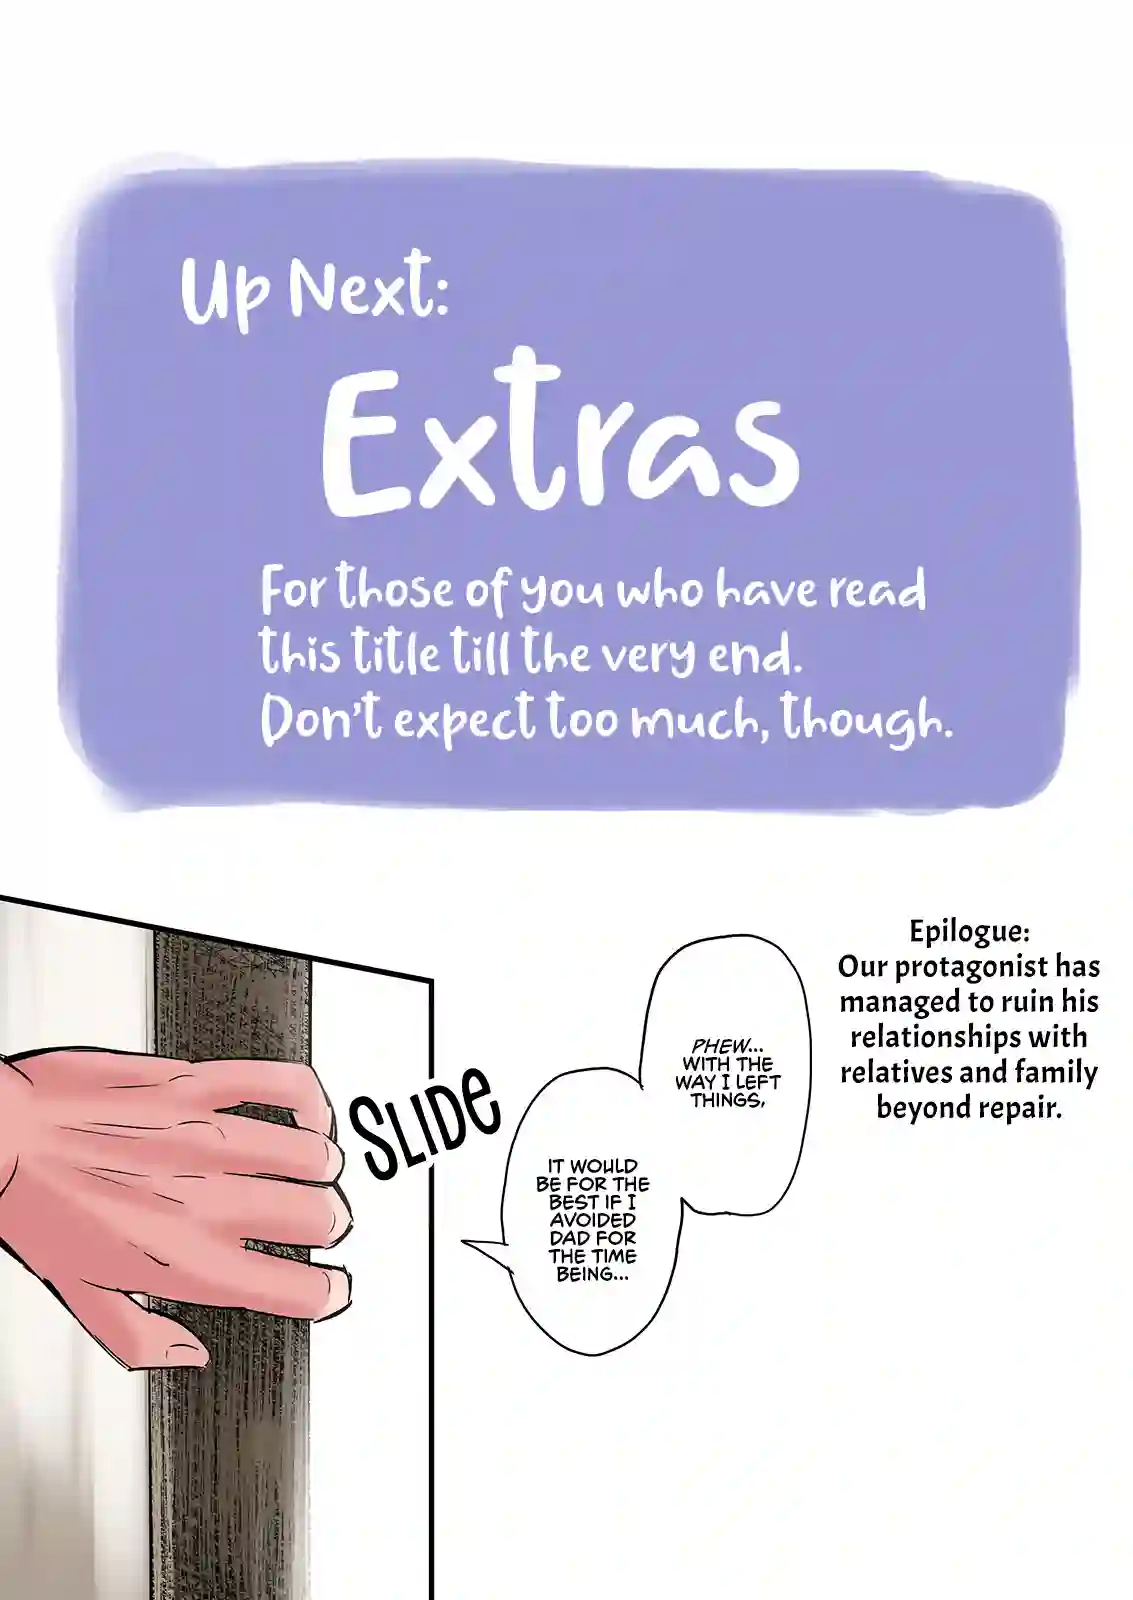 Up Next:
Extras
For those of you who have read
this title till the very end.
Don't expect too much, though.
Epilogue:
Our protagonist has
managed to ruin his
relationships with
relatives and family
beyond repair.
PHEW...
WITH THE
WAY I LEFT
THINGS,
IT WOULD
BE FOR THE
BEST IF I
AVOIDED
DAD FOR
THE TIME
BEING...
SLIDE